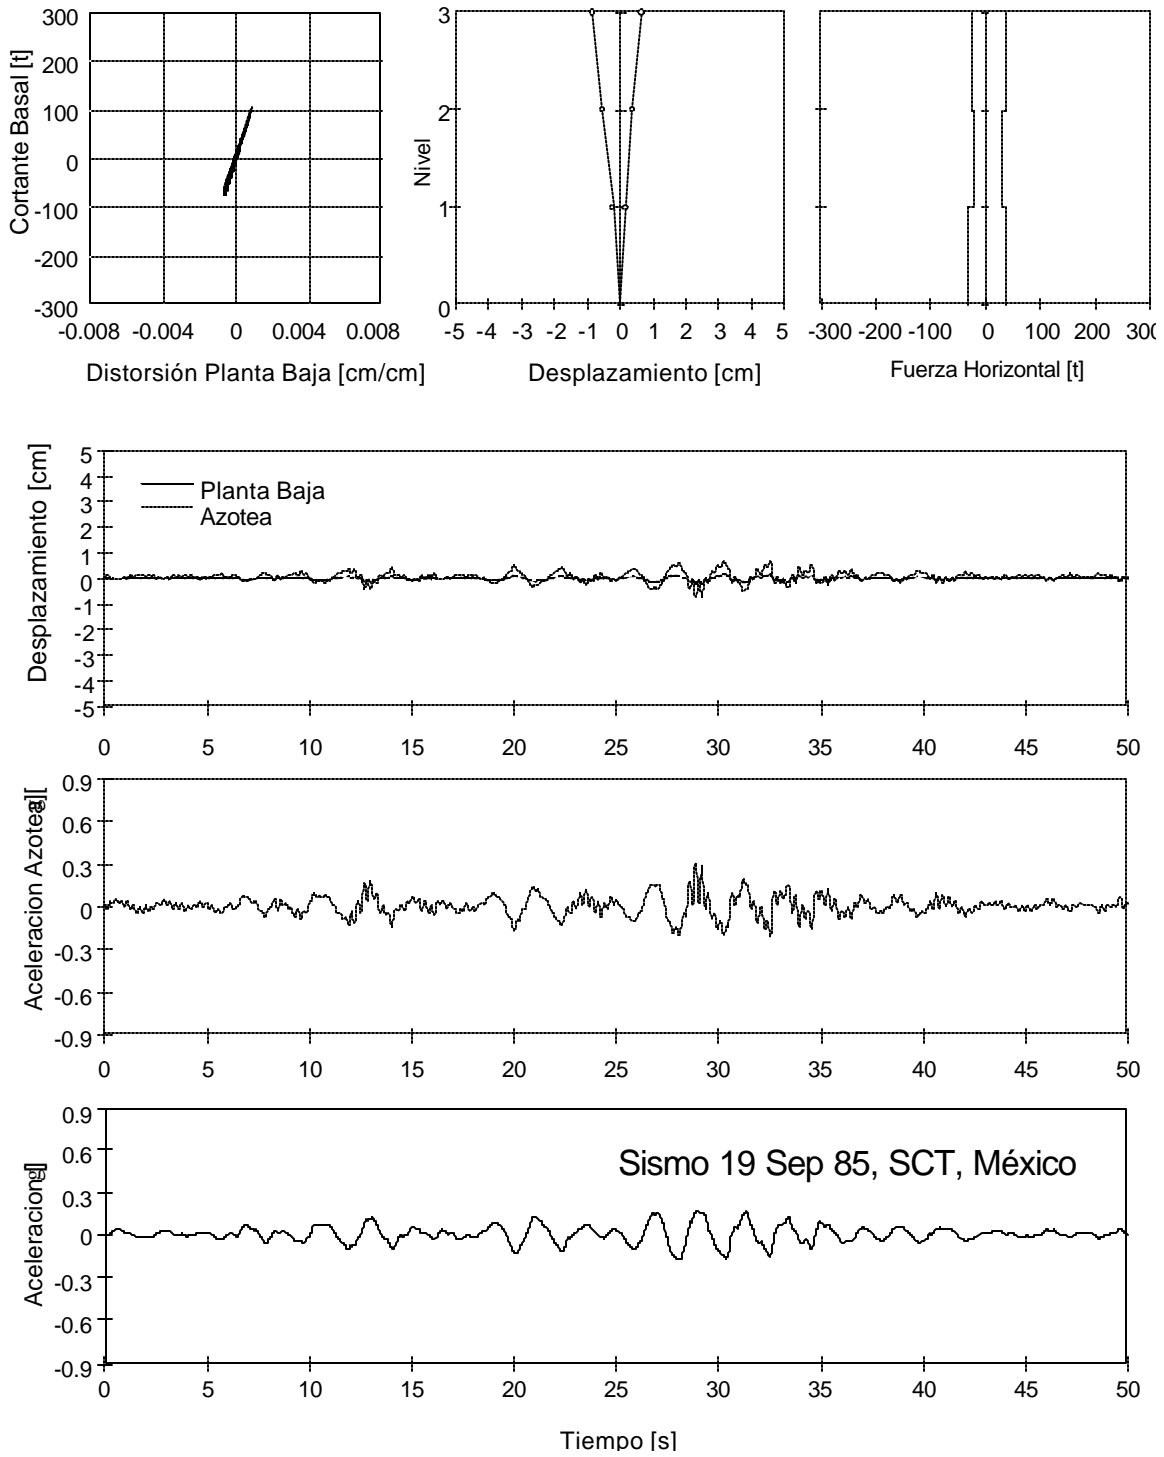 300
200
100
0
-100
-200
-300
Cortante Basal [t]
-0.008 -0.004 0 0.004 0.008
Distorsión Planta Baja [cm/cm]
3
2
1
0
Nivel
-5 -4 -3 -2 -1 0 1 2 3 4 5
Desplazamiento [cm]
-300 -200 -100 0 100 200 300
Fuerza Horizontal [t]
5
4
3
2
1
0
-1
-2
-3
-4
-5
Desplazamiento [cm]
Planta Baja
Azotea
0 5 10 15 20 25 30 35 40 45 50
0.9
0.6
0.3
0
-0.3
-0.6
-0.9
Aceleracion Azotea
0 5 10 15 20 25 30 35 40 45 50
0.9
0.6
0.3
0
-0.3
-0.6
-0.9
Aceleracion
Sismo 19 Sep 85, SCT, México
0 5 10 15 20 25 30 35 40 45 50
Tiempo [s]